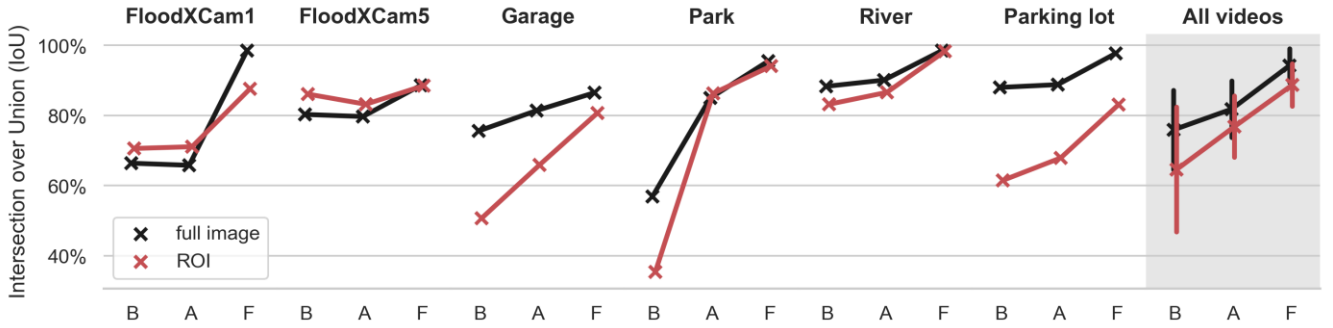 FloodXCam1 FloodXCam5 Garage Park River Parking lot All videos
Intersection over Union (IoU)
100%
80%
60%
40%
full image
ROI
B A F B A F B A F B A F B A F B A F B A F